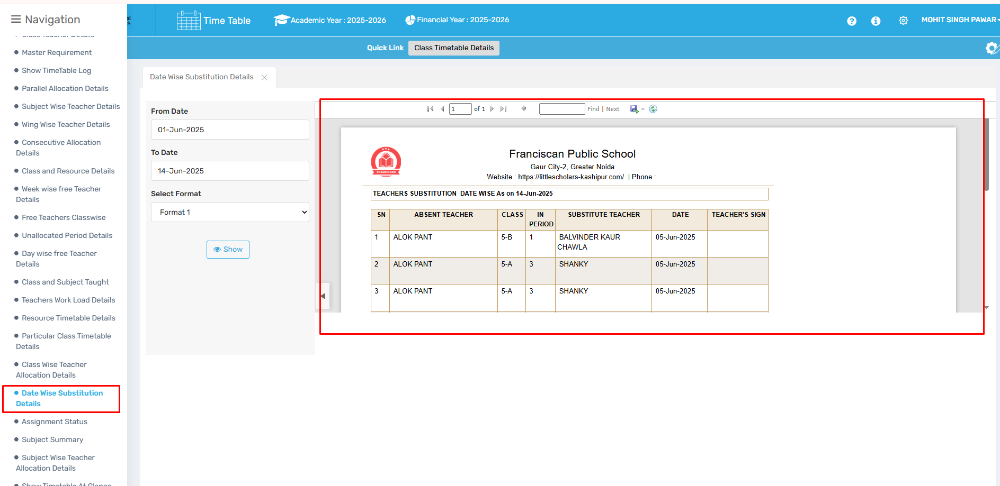 Navigation
Class Teacher Details
Master Requirement
Show TimeTable Log
Parallel Allocation Details
Subject Wise Teacher Details
Wing Wise Teacher Details
Consecutive Allocation
Details
Class and Resource Details
Week wise free Teacher
Details
Free Teachers Classwise
Unallocated Period Details
Day wise free Teacher
Details
Class and Subject Taught
Teachers Work Load Details
Resource Timetable Details
Particular Class Timetable
Details
Class Wise Teacher
Allocation Details
Date Wise Substitution
Details
Assignment Status
Subject Summary
Subject Wise Teacher
Allocation Details
Show Timetable At Glance
Time Table
Academic Year : 2025-2026
Financial Year : 2025-2026
MOHIT SINGH PAWAR
Quick Link
Class Timetable Details
Date Wise Substitution Details
From Date
01-Jun-2025
To Date
14-Jun-2025
Select Format
Format 1
Show
1 of 1 Find | Next
FRANCISCAN
Franciscan Public School
Gaur City-2, Greater Noida
Website : https://littlescholars-kashipur.com/ | Phone :
TEACHERS SUBSTITUTION DATE WISE As on 14-Jun-2025
SN ABSENT TEACHER CLASS IN PERIOD SUBSTITUTE TEACHER DATE TEACHER'S SIGN
1 ALOK PANT 5-B 1 BALVINDER KAUR CHAWLA 05-Jun-2025
2 ALOK PANT 5-A 3 SHANKY 05-Jun-2025
3 ALOK PANT 5-A 3 SHANKY 05-Jun-2025